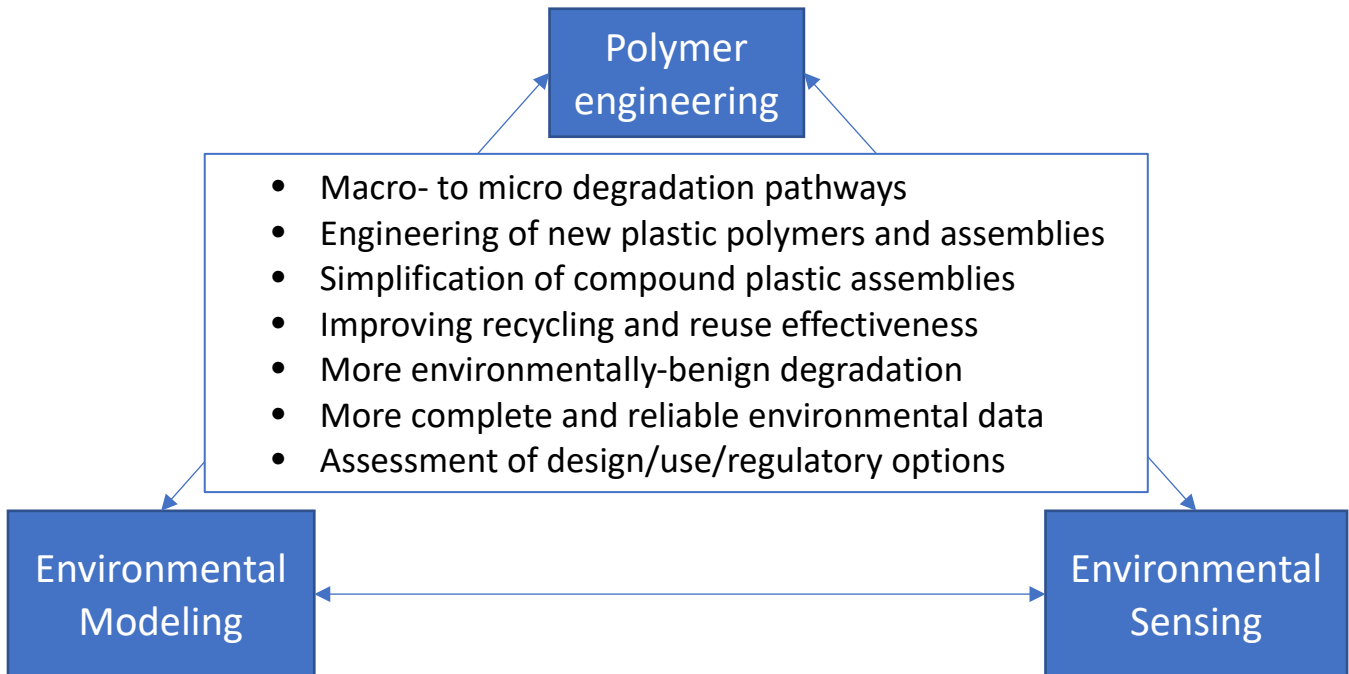 Polymer
engineering
• Macro- to micro degradation pathways
• Engineering of new plastic polymers and assemblies
• Simplification of compound plastic assemblies
• Improving recycling and reuse effectiveness
• More environmentally-benign degradation
• More complete and reliable environmental data
• Assessment of design/use/regulatory options
Environmental
Modeling
Environmental
Sensing